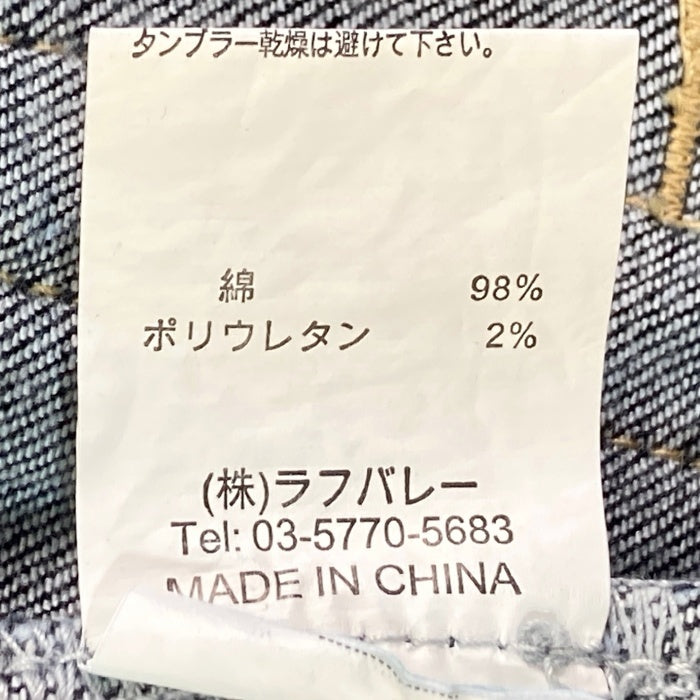 タンブラー乾燥は避けて下さい。
綿 98%
ポリウレタン 2%
(株)ラフバレー
Tel: 03-5770-5683
MADE IN CHINA